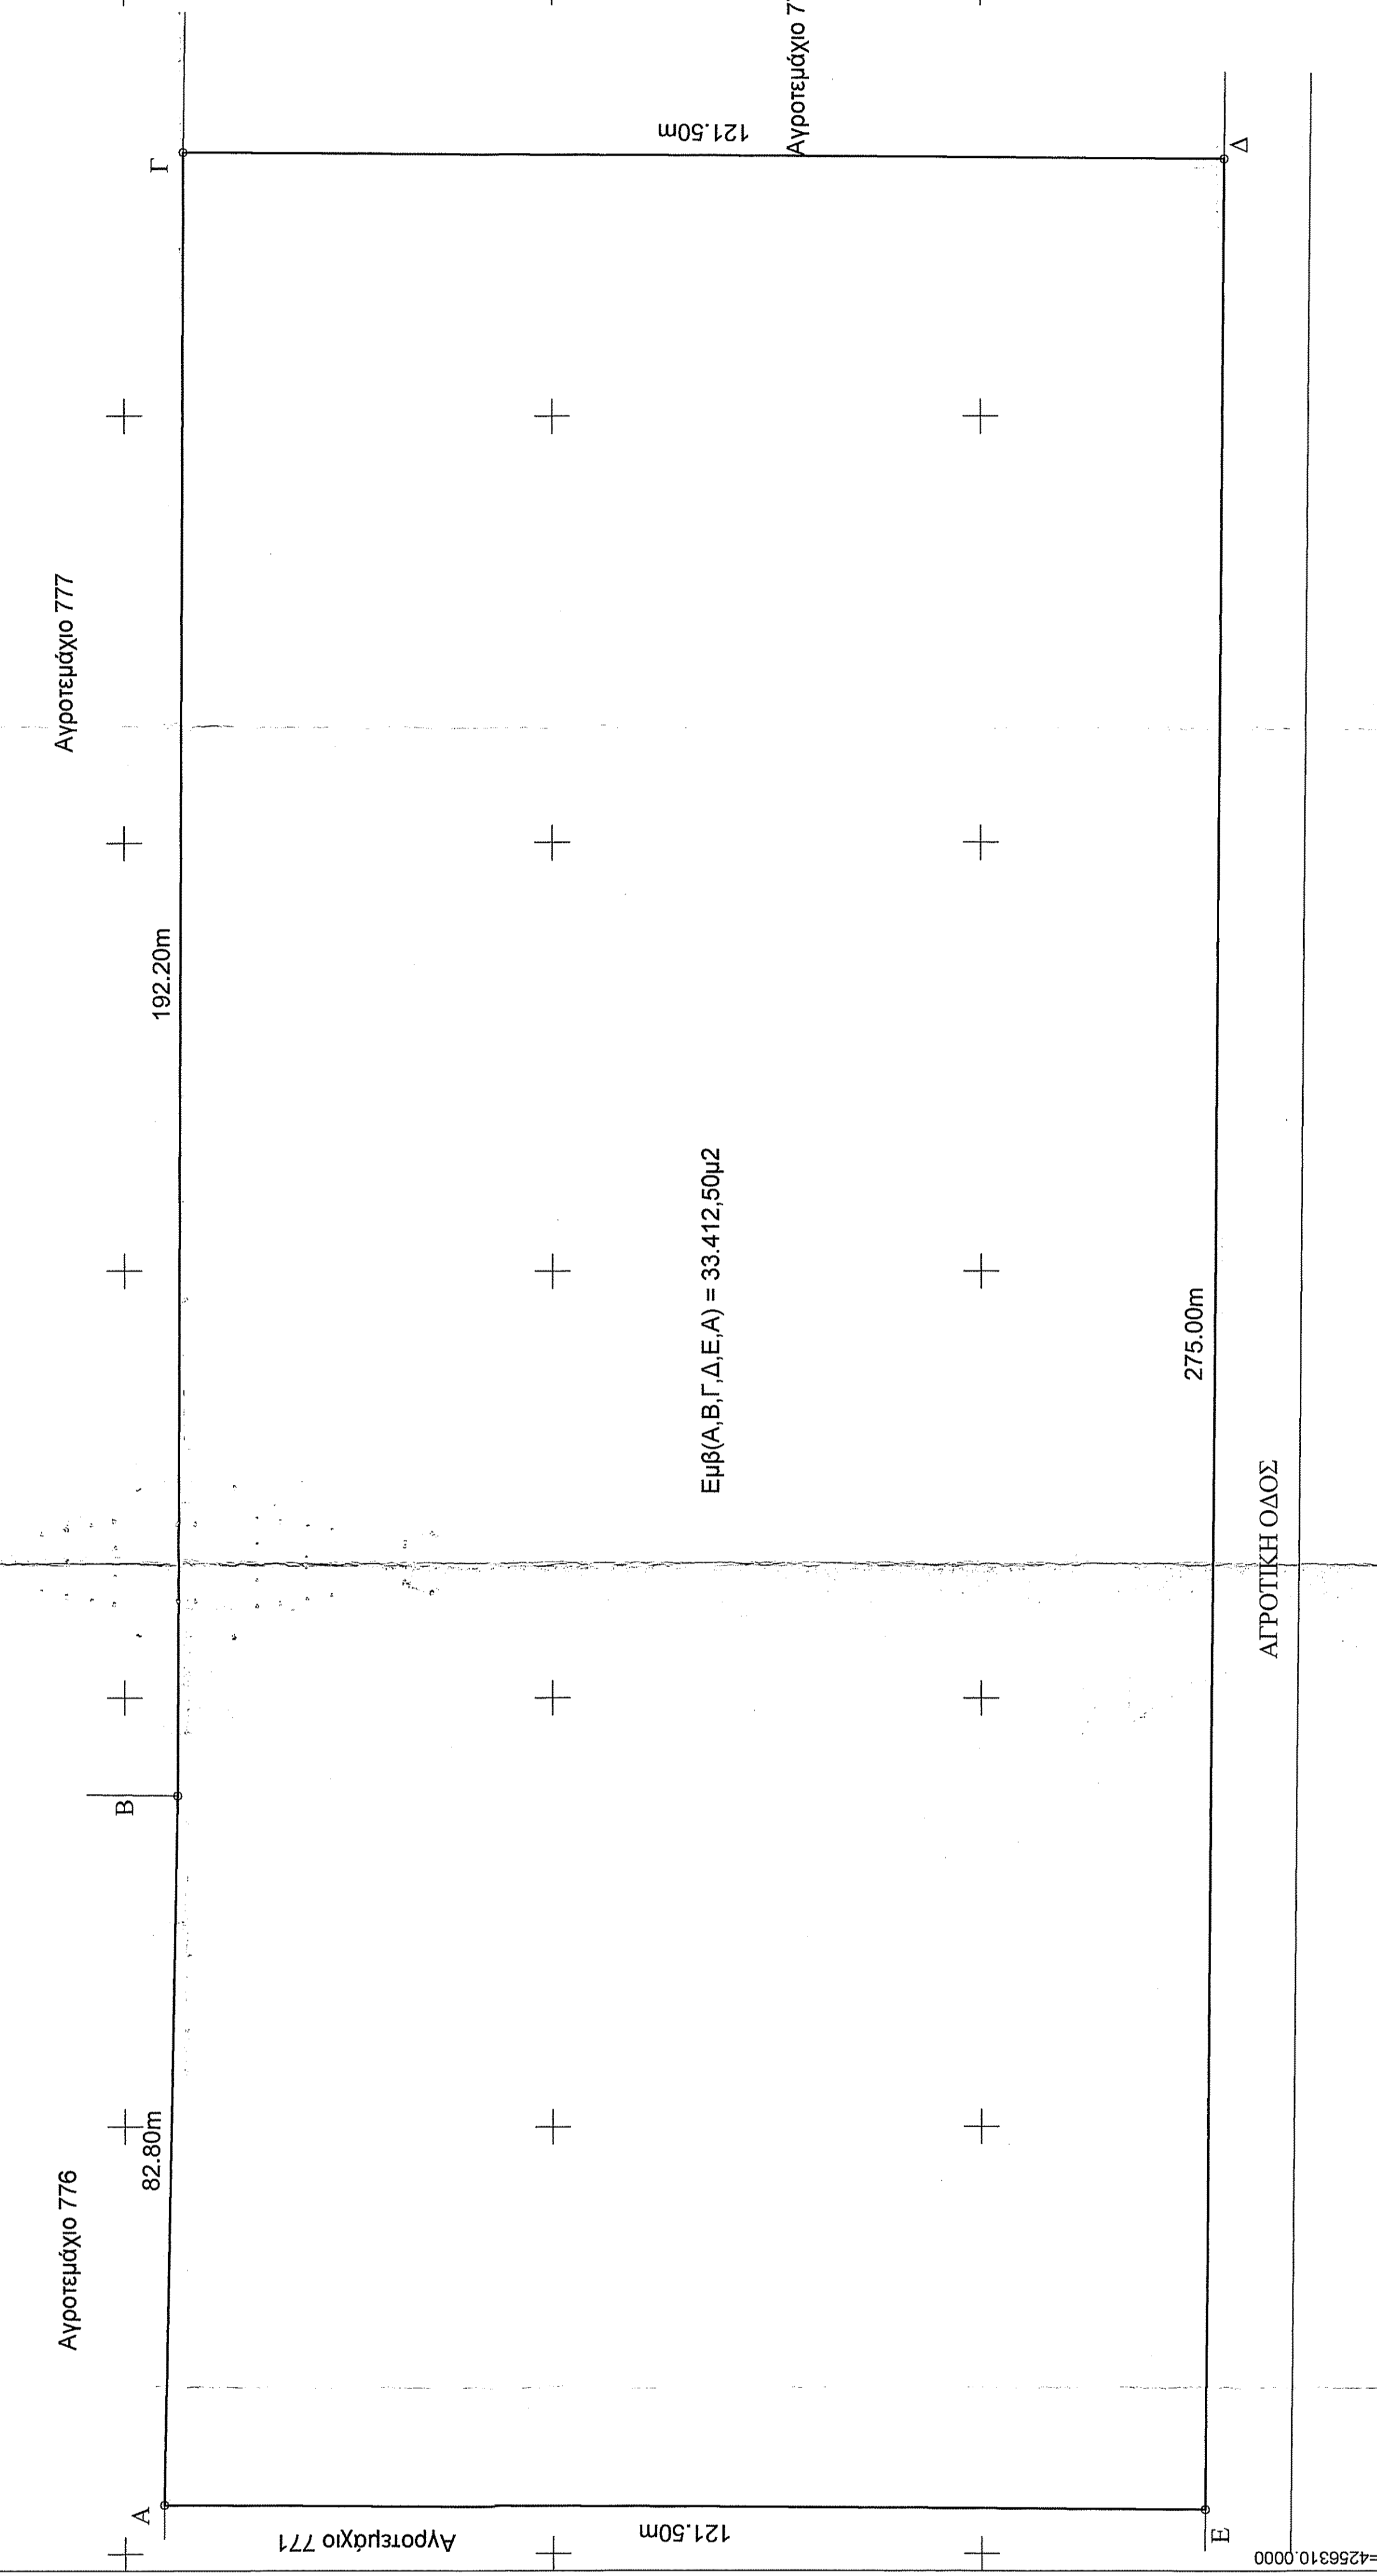 Αγροτεμάχιο 776
Αγροτεμάχιο 777
Α
82.80m
Β
192.20m
Γ
121.50m
Αγροτεμάχιο 7
Εμβ(Α,Β,Γ,Δ,Ε,Α) = 33.412,50μ2
Αγροτεμάχιο 771
121.50m
275.00m
Ε
Δ
ΑΓΡΟΤΙΚΗ ΟΔΟΣ
=4256310.0000